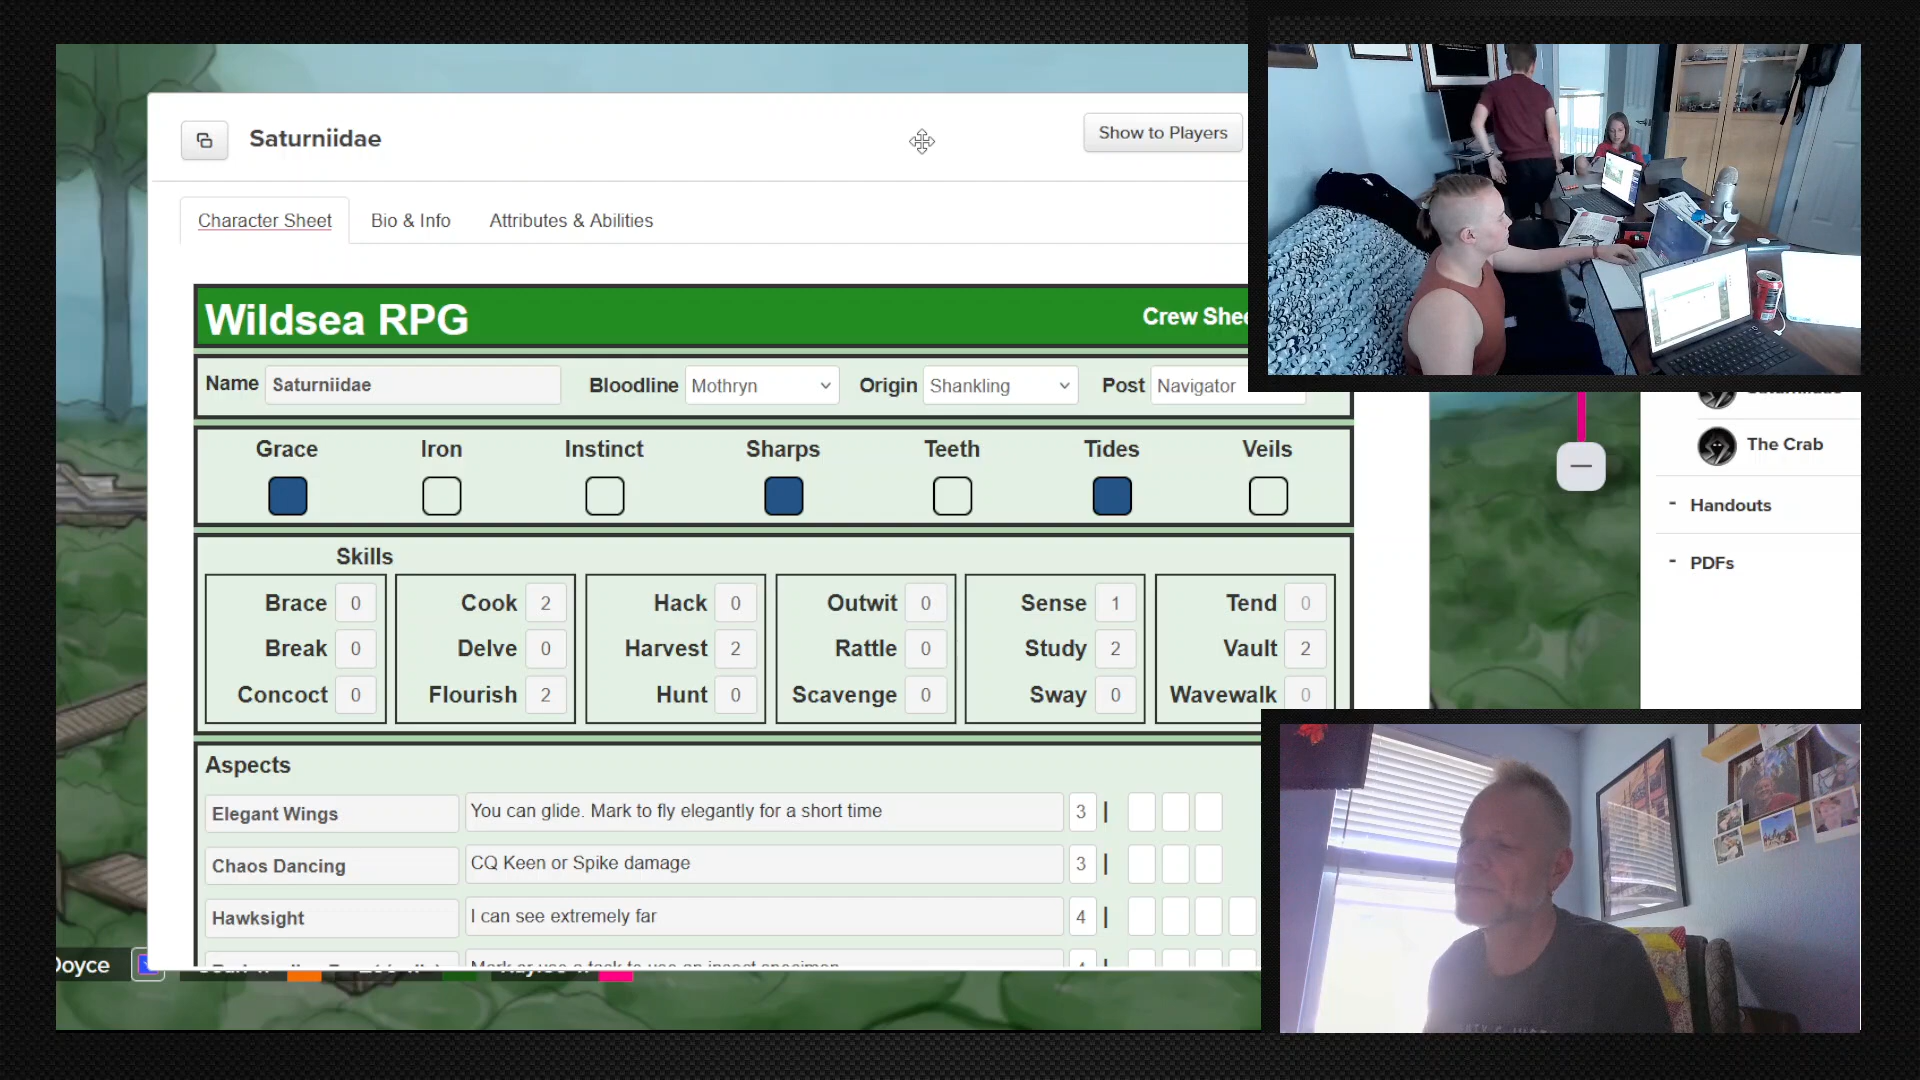 Saturniidae
Show to Players
Character Sheet
Bio & Info
Attributes & Abilities
Wildsea RPG
Crew Shee
Name Saturniidae Bloodline Mothryn Origin Shankling Post Navigator
Grace Iron Instinct Sharps Teeth Tides Veils
Skills
Brace 0 Cook 2 Hack 0 Outwit 0 Sense 1 Tend 0
Break 0 Delve 0 Harvest 2 Rattle 0 Study 2 Vault 2
Concoct 0 Flourish 2 Hunt 0 Scavenge 0 Sway 0 Wavewalk 0
Aspects
Elegant Wings You can glide. Mark to fly elegantly for a short time 3 |
Chaos Dancing CQ Keen or Spike damage 3 |
Hawksight I can see extremely far 4 |
The Crab
- Handouts
- PDFs
Doyce